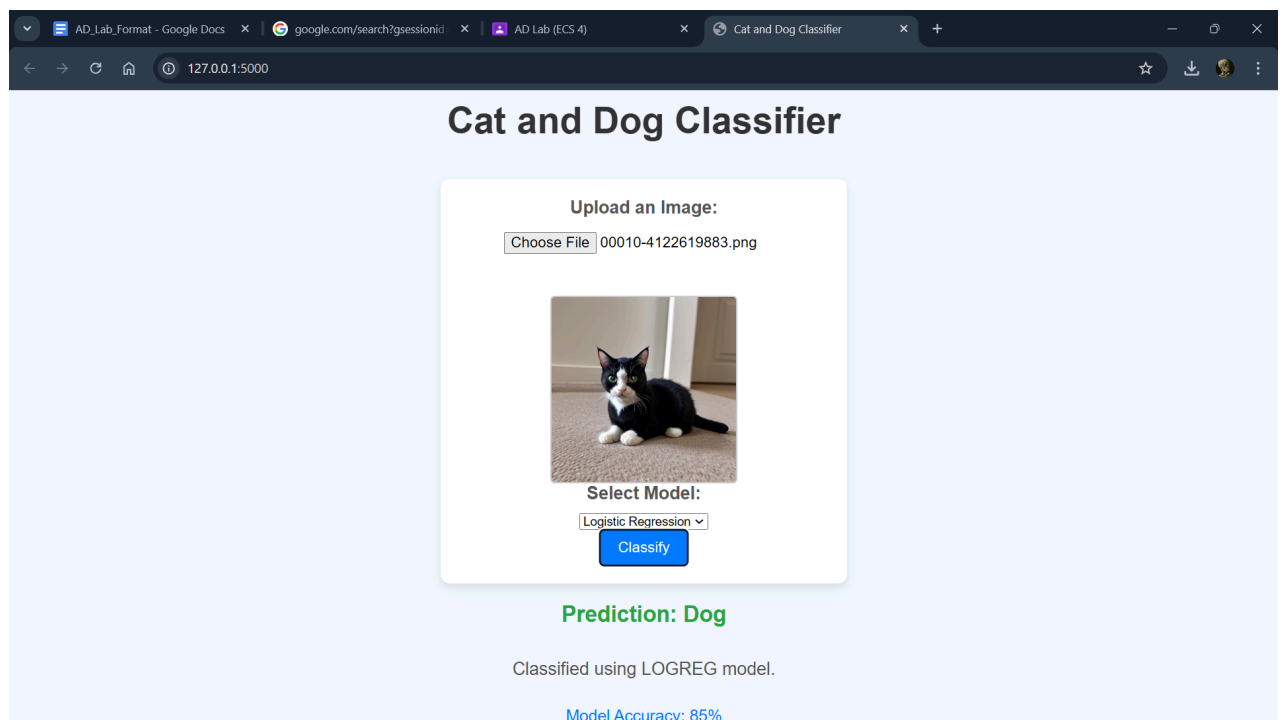 AD_Lab_Format - Google Docs
google.com/search?gsessionid
AD Lab (ECS 4)
Cat and Dog Classifier
127.0.0.1:5000
Cat and Dog Classifier
Upload an Image:
Choose File 00010-4122619883.png
Select Model:
Logistic Regression
Classify
Prediction: Dog
Classified using LOGREG model.
Model Accuracy: 85%